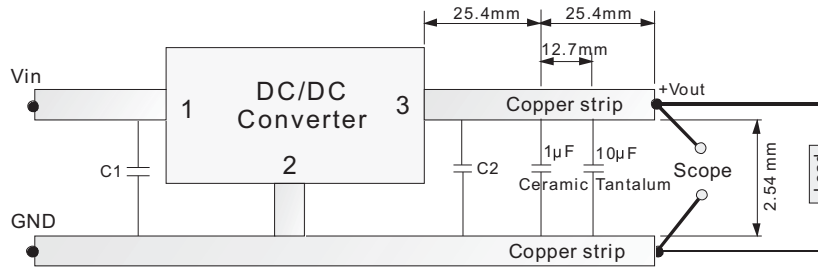 25.4mm 25.4mm
12.7mm
Vin
DC/DC
Converter
1
3
2
+Vout
Copper strip
C1
C2
1µF
10µF
Ceramic Tantalum
Scope
2.54 mm
GND
Copper strip